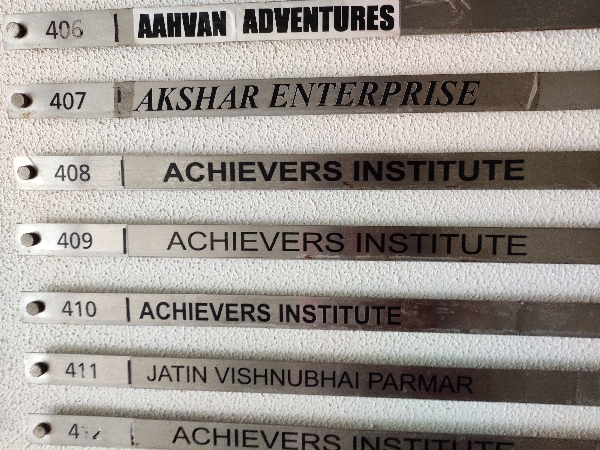 406 | AAHVAN ADVENTURES
407 | AKSHAR ENTERPRISE
408 | ACHIEVERS INSTITUTE
409 | ACHIEVERS INSTITUTE
410 | ACHIEVERS INSTITUTE
411 | JATIN VISHNUBHAI PARMAR
ACHIEVERS INSTITUTE